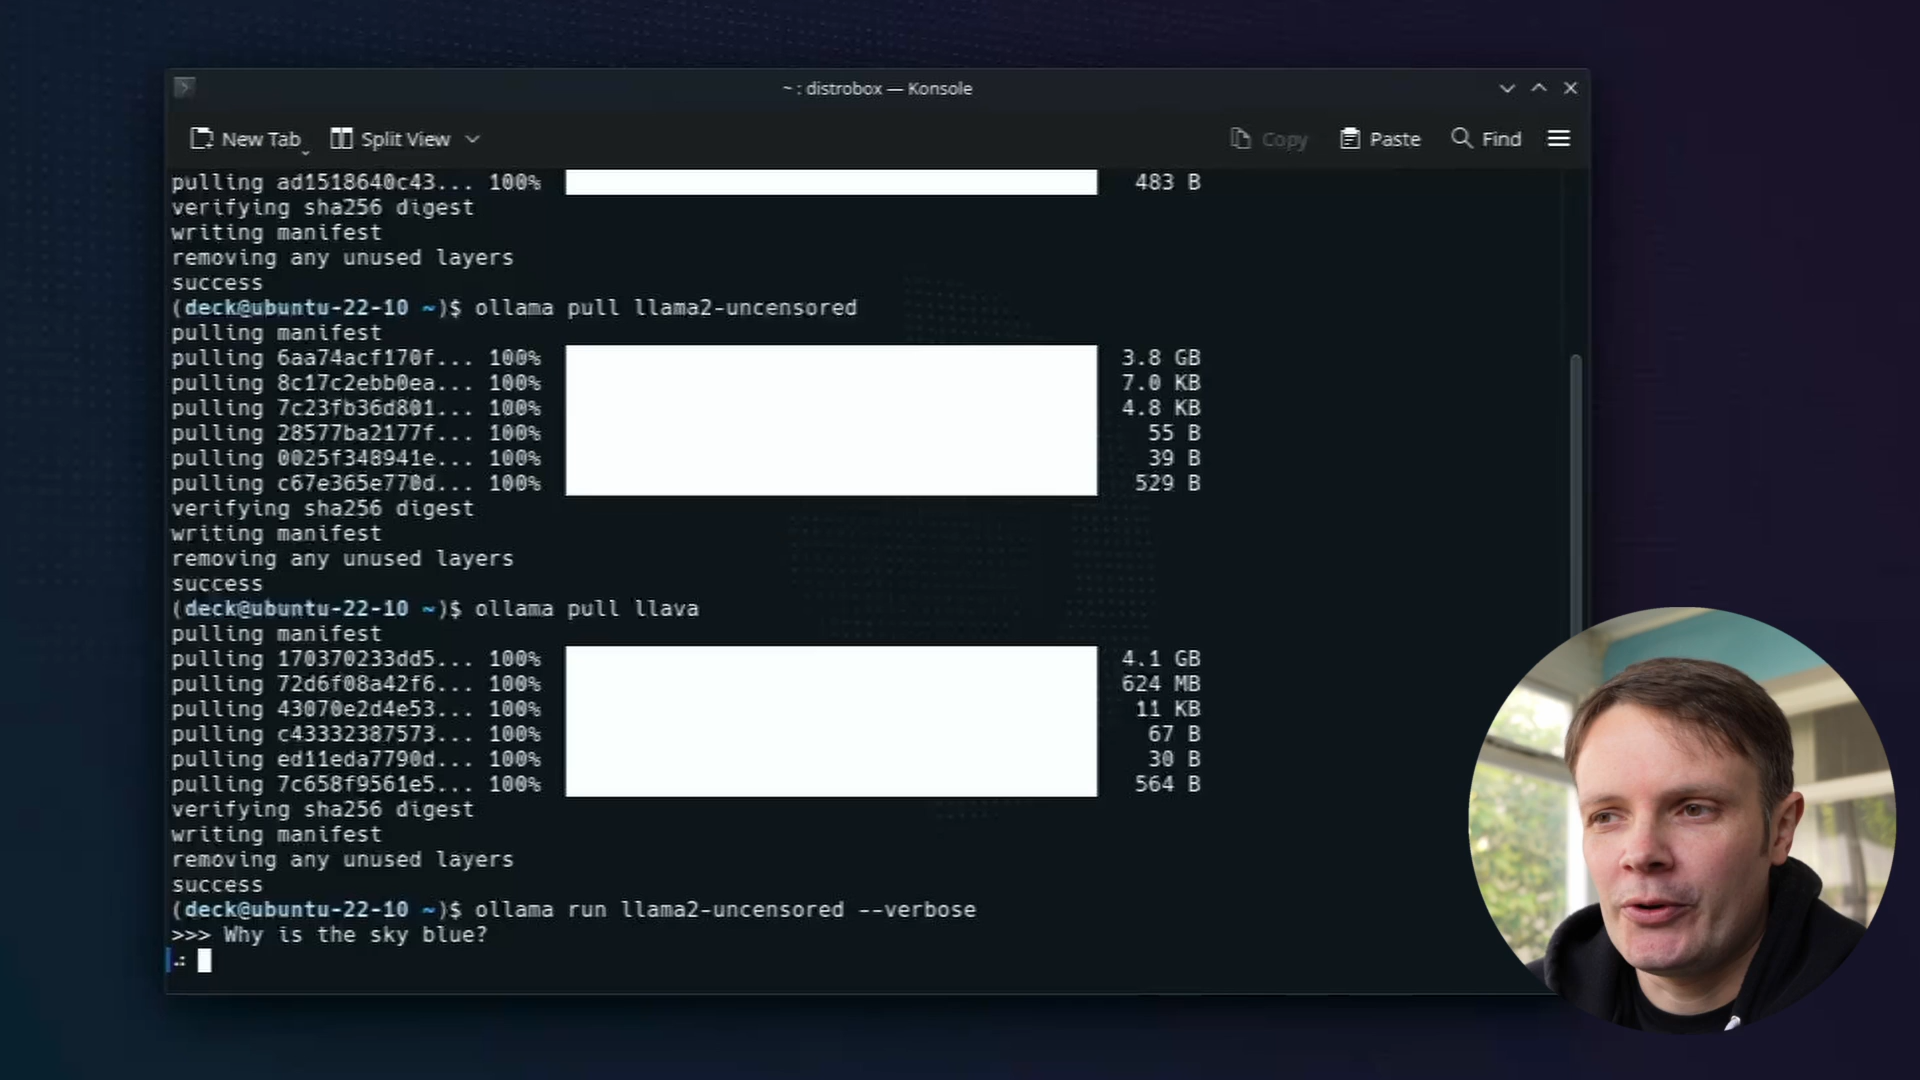 ~ : distrobox — Konsole
New Tab Split View Copy Paste Find
pulling ad1518640c43... 100% 483 B
verifying sha256 digest
writing manifest
removing any unused layers
success
(deck@ubuntu-22-10 ~)$ ollama pull llama2-uncensored
pulling manifest
pulling 6aa74acf170f... 100% 3.8 GB
pulling 8c17c2ebb0ea... 100% 7.0 KB
pulling 7c23fb36d801... 100% 4.8 KB
pulling 28577ba2177f... 100% 55 B
pulling 0025f348941e... 100% 39 B
pulling c67e365e770d... 100% 529 B
verifying sha256 digest
writing manifest
removing any unused layers
success
(deck@ubuntu-22-10 ~)$ ollama pull llava
pulling manifest
pulling 170370233dd5... 100% 4.1 GB
pulling 72d6f08a42f6... 100% 624 MB
pulling 43070e2d4e53... 100% 11 KB
pulling c43332387573... 100% 67 B
pulling ed11eda7790d... 100% 30 B
pulling 7c658f9561e5... 100% 564 B
verifying sha256 digest
writing manifest
removing any unused layers
success
(deck@ubuntu-22-10 ~)$ ollama run llama2-uncensored --verbose
>>> Why is the sky blue?